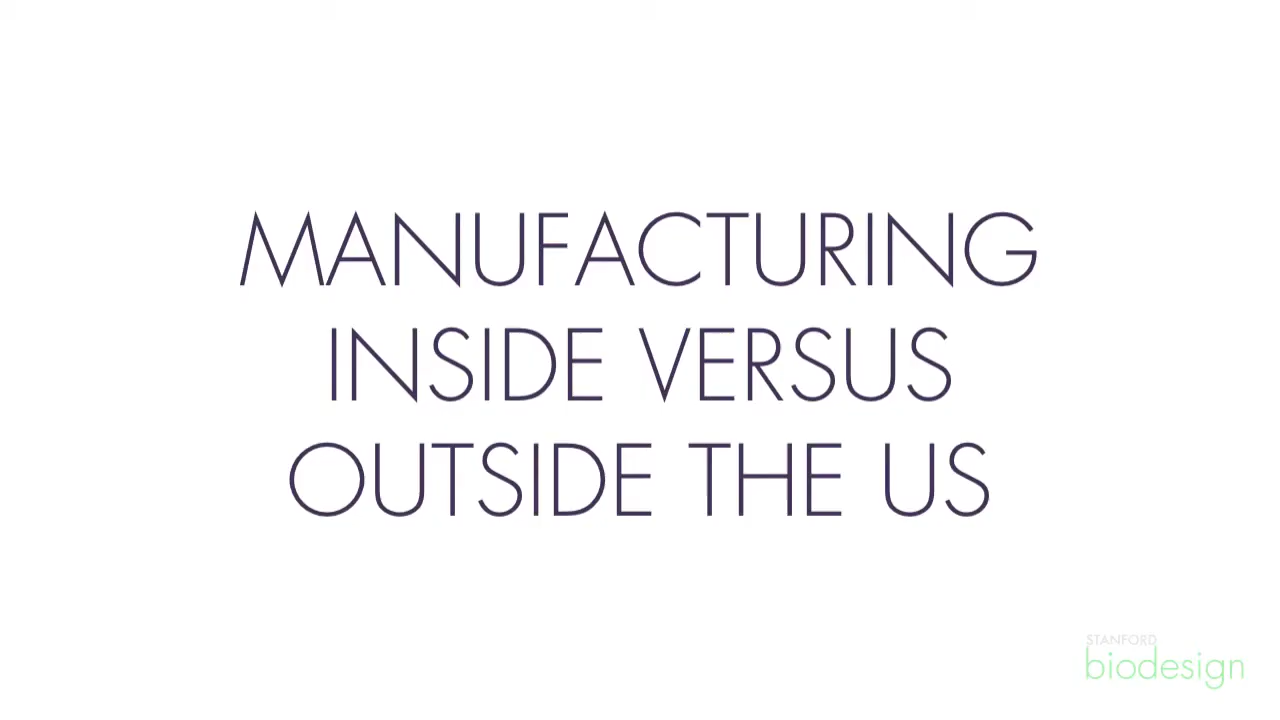 MANUFACTURING
INSIDE VERSUS
OUTSIDE THE US
STANFORD
biodesign